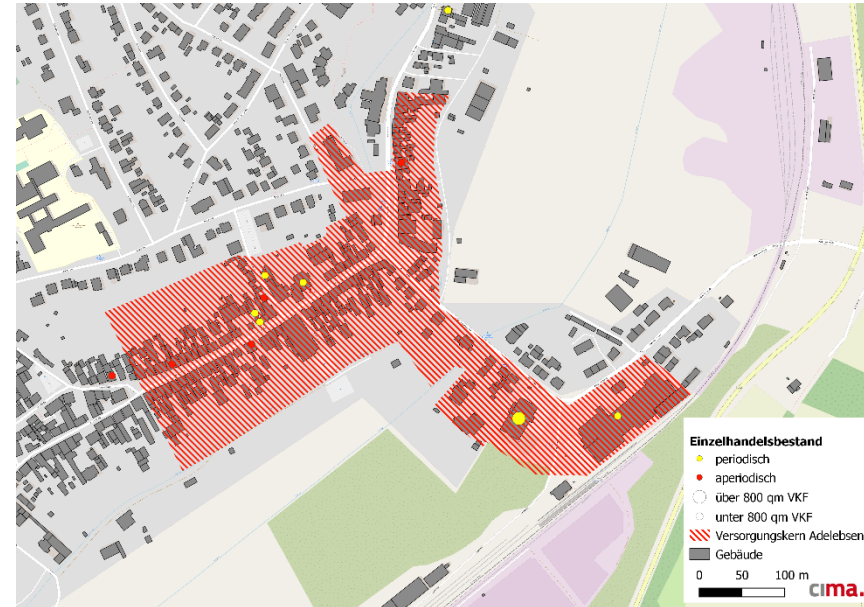 Einzelhandelsbestand
periodisch
aperiodisch
über 800 qm VKF
unter 800 qm VKF
Versorgungskern Adelebsen
Gebäude
0 50 100 m
cima.